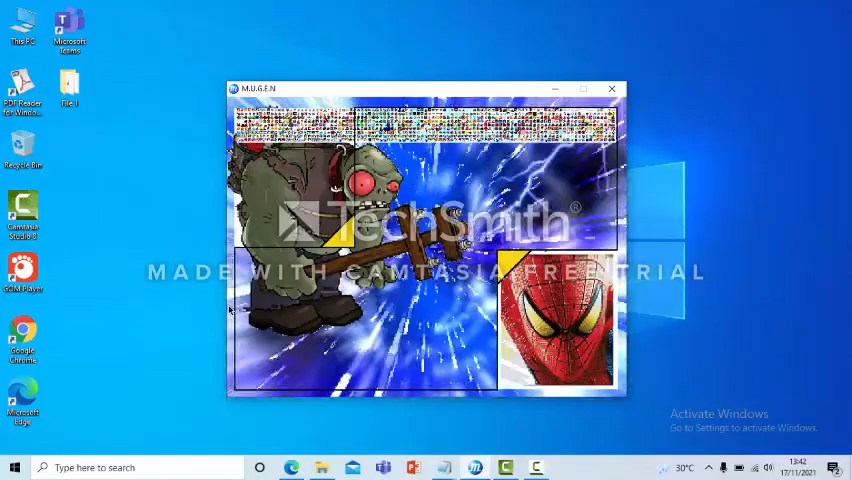 This PC
Microsoft
Teams
M.U.G.E.N
PDF Reader
for Windo...
File 1
Recycle Bin
TechSmith®
MADE WITH CAMTASIA FREE TRIAL
Camtasia
Studio 8
GOM Player
Google
Chrome
Microsoft
Edge
Activate Windows
Go to Settings to activate Windows.
Type here to search
30°C
13:42
17/11/2021
2